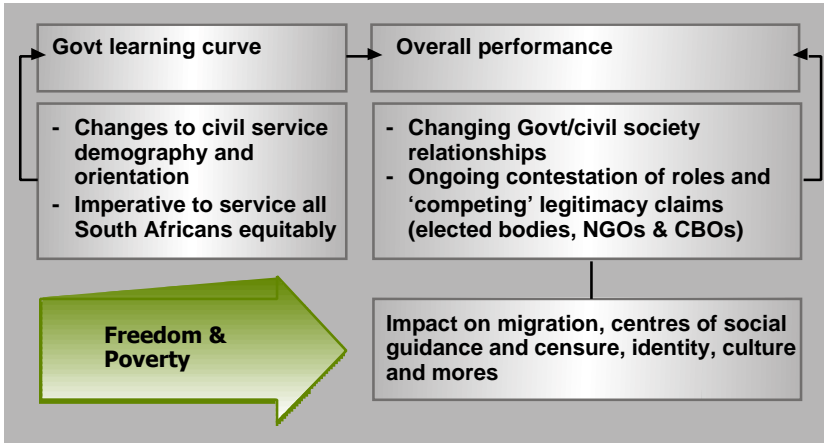 Govt learning curve
Overall performance
- Changes to civil service
demography and
orientation
- Imperative to service all
South Africans equitably
- Changing Govt/civil society
relationships
- Ongoing contestation of roles and
‘competing’ legitimacy claims
(elected bodies, NGOs & CBOs)
Freedom &
Poverty
Impact on migration, centres of social
guidance and censure, identity, culture
and mores